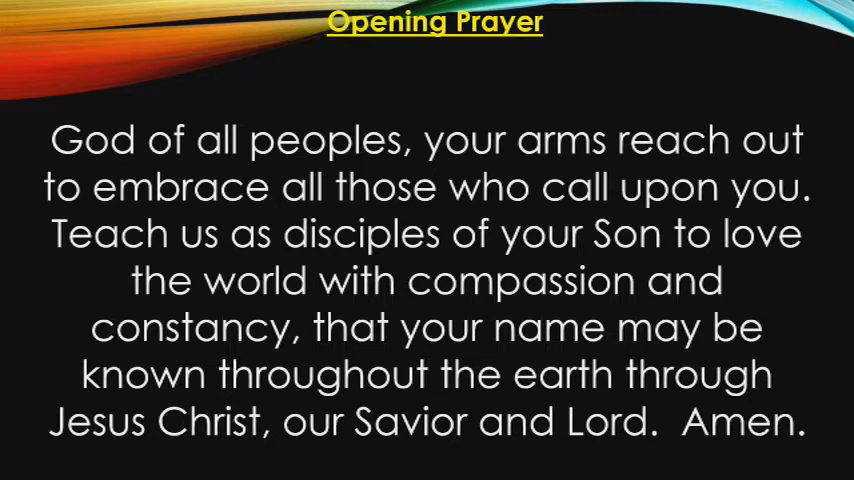 Opening Prayer
God of all peoples, your arms reach out
to embrace all those who call upon you.
Teach us as disciples of your Son to love
the world with compassion and
constancy, that your name may be
known throughout the earth through
Jesus Christ, our Savior and Lord.  Amen.